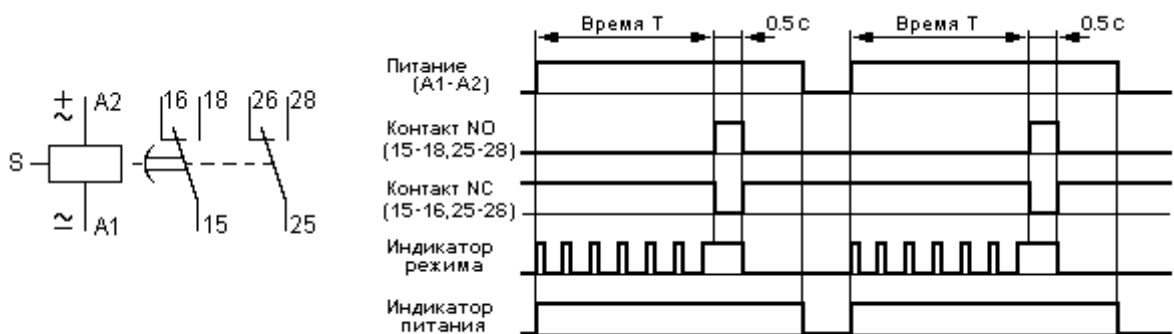 +
~ A2
S
≃ A1
16 18
15
26 28
25
Время Т 0.5 с Время Т 0.5 с
Питание
(A1-A2)
Контакт NO
(15-18,25-28)
Контакт NC
(15-16,25-28)
Индикатор
режима
Индикатор
питания